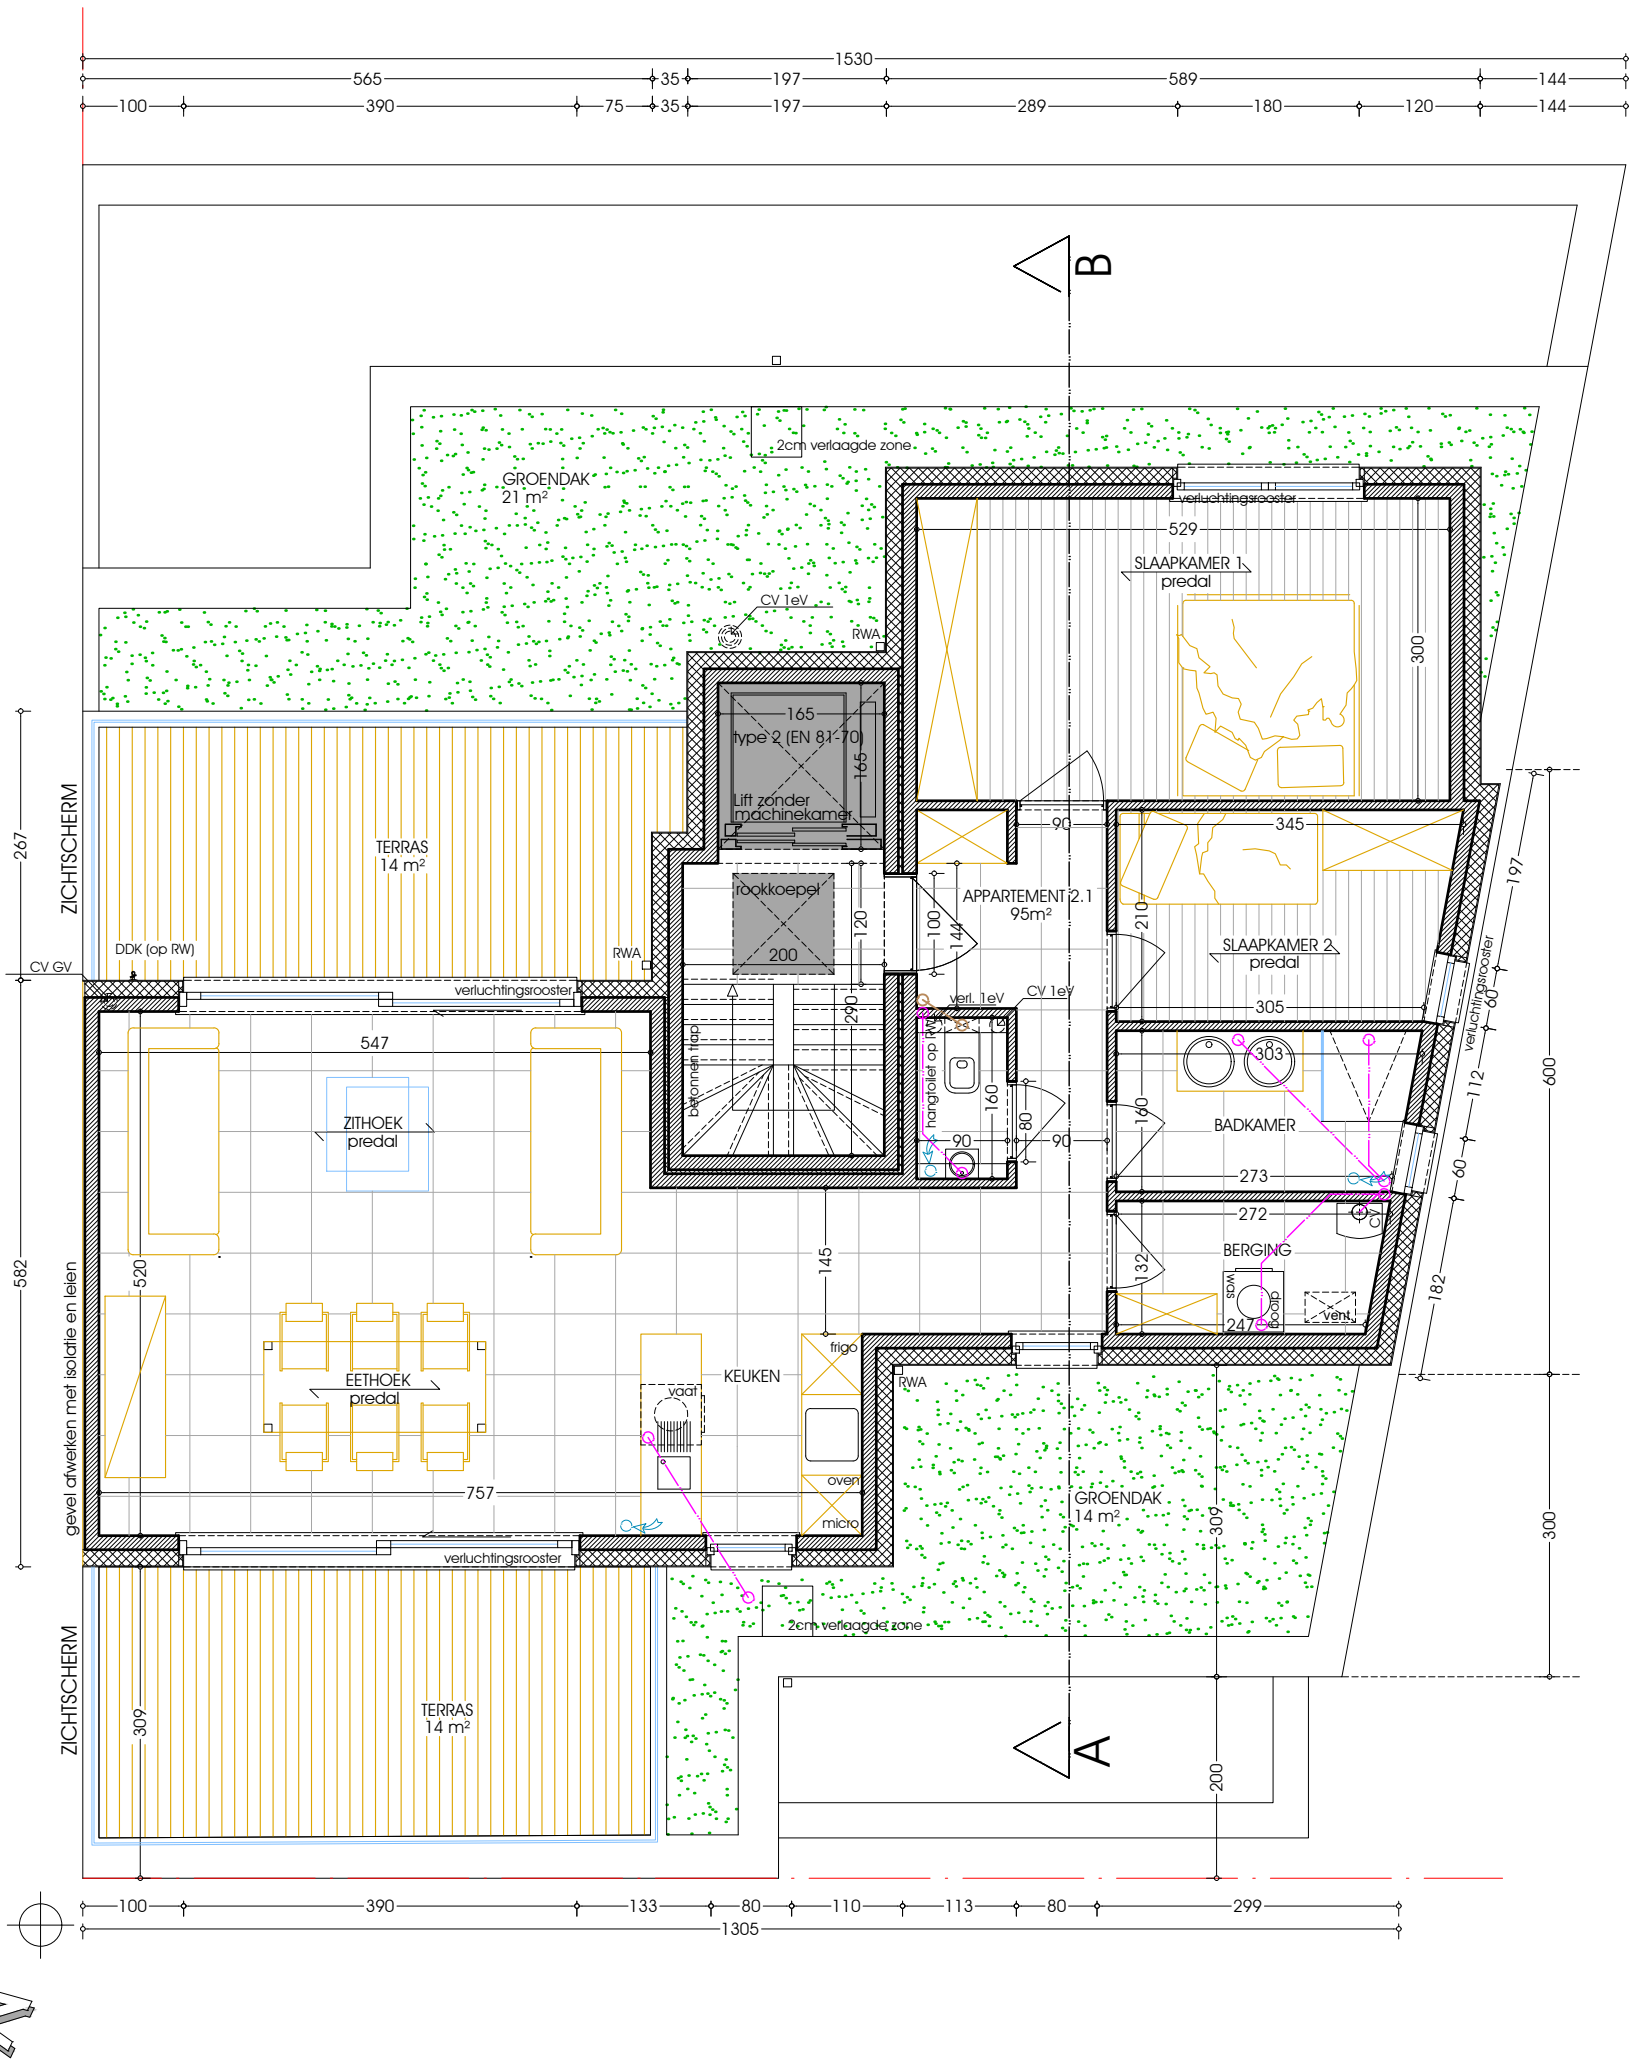 1530
565
35
197
589
144
100
390
75
35
197
289
180
120
144
B
2cm verlaagde zone
GROENDAK
21 m²
verluchtingsrooster
529
SLAAPKAMER 1
predal
CV 1eV
RWA
300
165
type 2 (EN 81-70)
165
Lift zonder
machinekamer
ZICHTSCHERM
267
TERRAS
14 m²
90
345
197
rookkoepel
APPARTEMENT 2.1
95m²
120
100
144
210
200
SLAAPKAMER 2
predal
DDK (op RW)
RWA
CV GV
verluchtingsrooster
verl. 1eV
CV 1eV
290
305
60
verluchtingsrooster
547
betonnen trap
hangtoilet op RW
303
112
600
ZITHOEK
predal
160
80
160
BADKAMER
90
90
273
60
272
CV
145
BERGING
132
was
droog
vent.
247
182
582
520
gevel afwerken met isolatie en leien
frigo
KEUKEN
vaat
RWA
EETHOEK
predal
757
oven
micro
GROENDAK
14 m²
309
300
verluchtingsrooster
2cm verlaagde zone
ZICHTSCHERM
TERRAS
14 m²
309
A
200
100
390
133
80
110
113
80
299
1305